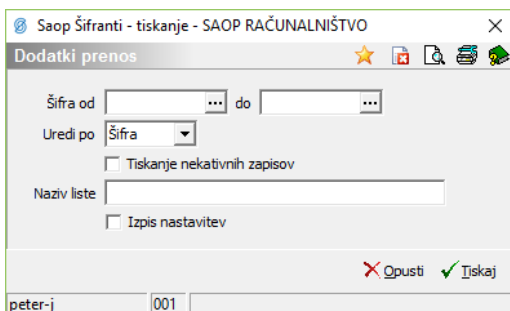 Saop Šifranti - tiskanje - SAOP RAČUNALNIŠTVO
Dodatki prenos
Šifra od ... do ...
Uredi po Šifra
Tiskanje nekativnih zapisov
Naziv liste
Izpis nastavitev
Opusti Tiskaj
peter-j 001